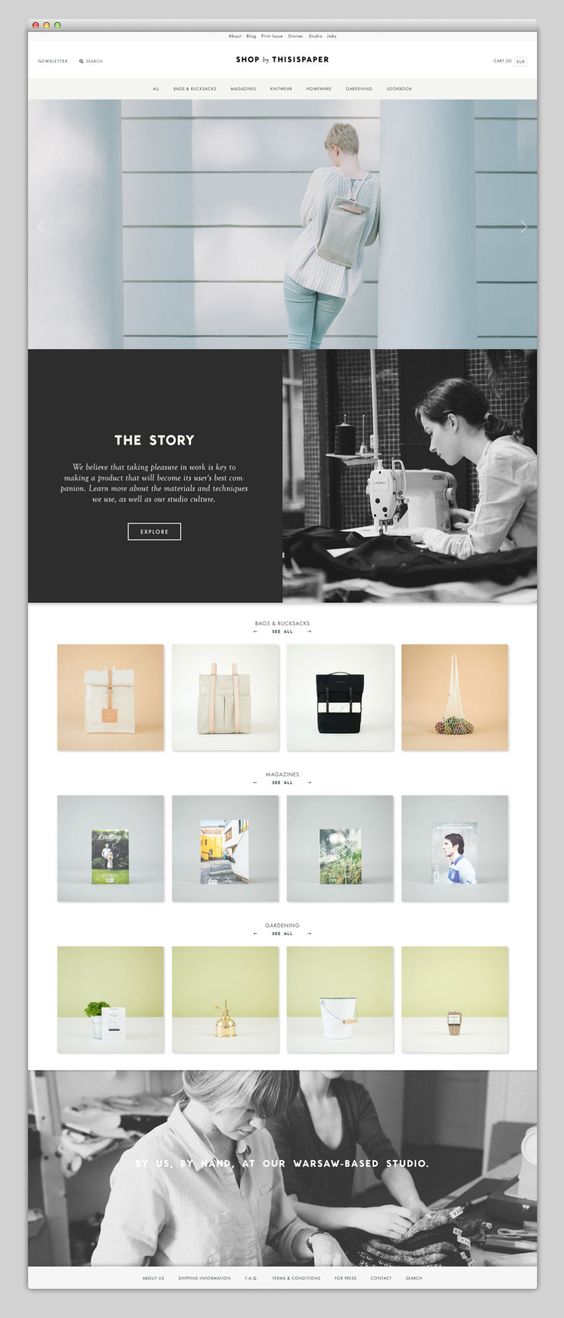 About Blog Print Issue Stories Studio Jobs
NEWSLETTER SEARCH
SHOP by THISISPAPER
CART (0) EUR
ALL BAGS & RUCKSACKS MAGAZINES KNITWEAR HOMEWARE GARDENING LOOKBOOK
THE STORY
We believe that taking pleasure in work is key to
making a product that will become its user's best com-
panion. Learn more about the materials and techniques
we use, as well as our studio culture.
EXPLORE
BAGS & RUCKSACKS
← SEE ALL →
MAGAZINES
← SEE ALL →
GARDENING
← SEE ALL →
BY US, BY HAND, AT OUR WARSAW-BASED STUDIO.
ABOUT US SHIPPING INFORMATION F.A.Q. TERMS & CONDITIONS FOR PRESS CONTACT SEARCH